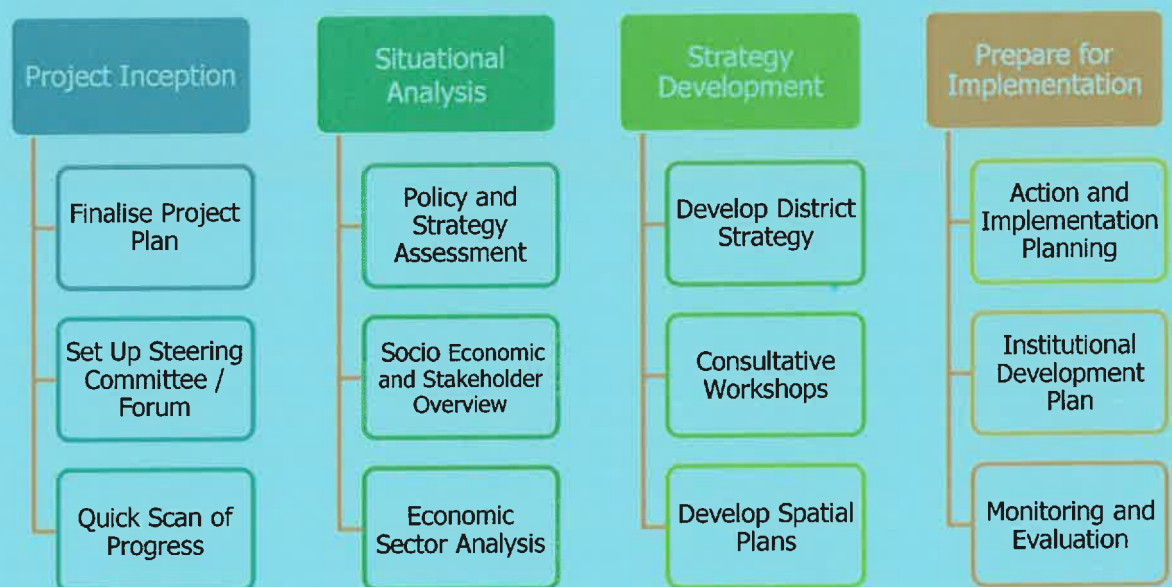 Project Inception
Finalise Project
Plan
Set Up Steering
Committee /
Forum
Quick Scan of
Progress
Situational
Analysis
Policy and
Strategy
Assessment
Socio Economic
and Stakeholder
Overview
Economic
Sector Analysis
Strategy
Development
Develop District
Strategy
Consultative
Workshops
Develop Spatial
Plans
Prepare for
Implementation
Action and
Implementation
Planning
Institutional
Development
Plan
Monitoring and
Evaluation